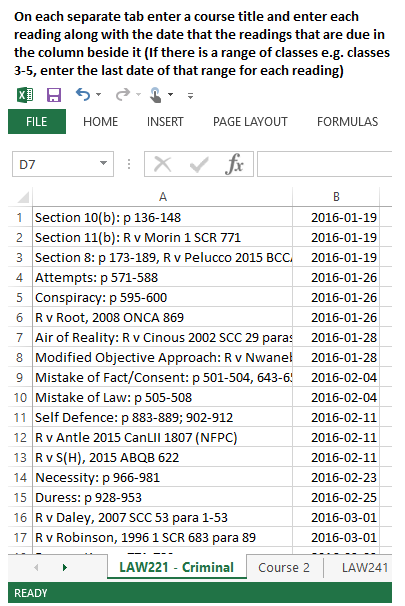 On each separate tab enter a course title and enter each
reading along with the date that the readings that are due in
the column beside it (If there is a range of classes e.g. classes
3-5, enter the last date of that range for each reading)
FILE HOME INSERT PAGE LAYOUT FORMULAS
D7 fx
A B
1 Section 10(b): p 136-148 2016-01-19
2 Section 11(b): R v Morin 1 SCR 771 2016-01-19
3 Section 8: p 173-189, R v Pelucco 2015 BCC 2016-01-19
4 Attempts: p 571-588 2016-01-26
5 Conspiracy: p 595-600 2016-01-26
6 R v Root, 2008 ONCA 869 2016-01-26
7 Air of Reality: R v Cinous 2002 SCC 29 paras 2016-01-28
8 Modified Objective Approach: R v Nwanel 2016-01-28
9 Mistake of Fact/Consent: p 501-504, 643-6 2016-02-04
10 Mistake of Law: p 505-508 2016-02-04
11 Self Defence: p 883-889; 902-912 2016-02-11
12 R v Antle 2015 CanLII 1807 (NFPC) 2016-02-11
13 R v S(H), 2015 ABQB 622 2016-02-11
14 Necessity: p 966-981 2016-02-23
15 Duress: p 928-953 2016-02-25
16 R v Daley, 2007 SCC 53 para 1-53 2016-03-01
17 R v Robinson, 1996 1 SCR 683 para 89 2016-03-01
LAW221 - Criminal Course 2 LAW241
READY